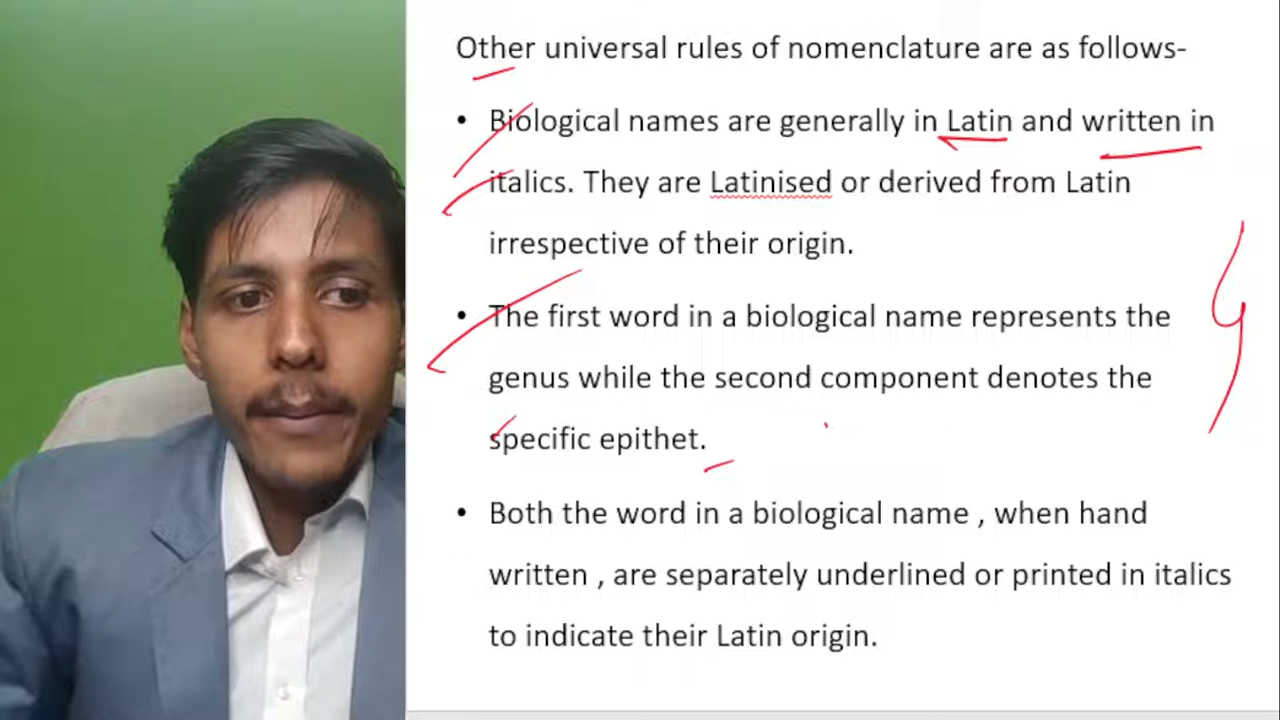 Other universal rules of nomenclature are as follows-
• Biological names are generally in Latin and written in
italics. They are Latinised or derived from Latin
irrespective of their origin.
• The first word in a biological name represents the
genus while the second component denotes the
specific epithet.
• Both the word in a biological name , when hand
written , are separately underlined or printed in italics
to indicate their Latin origin.